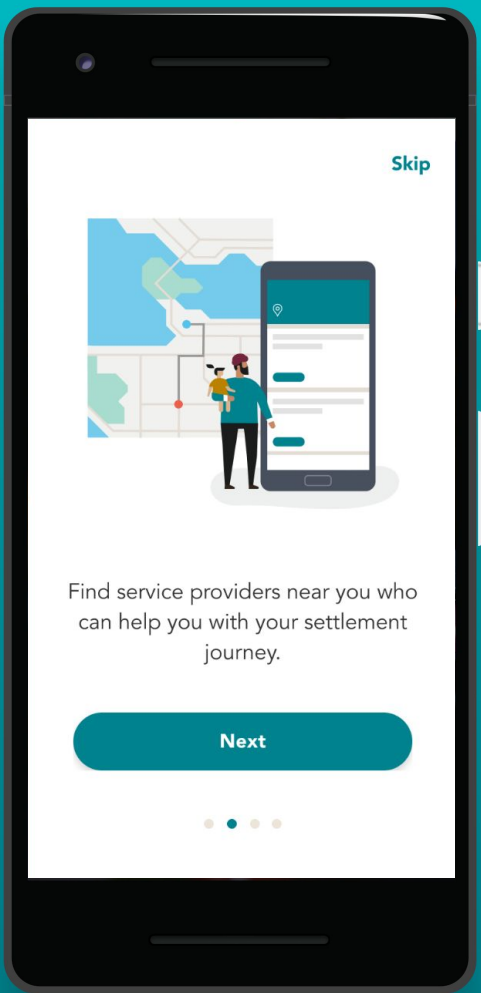 Skip
Find service providers near you who
can help you with your settlement
journey.
Next